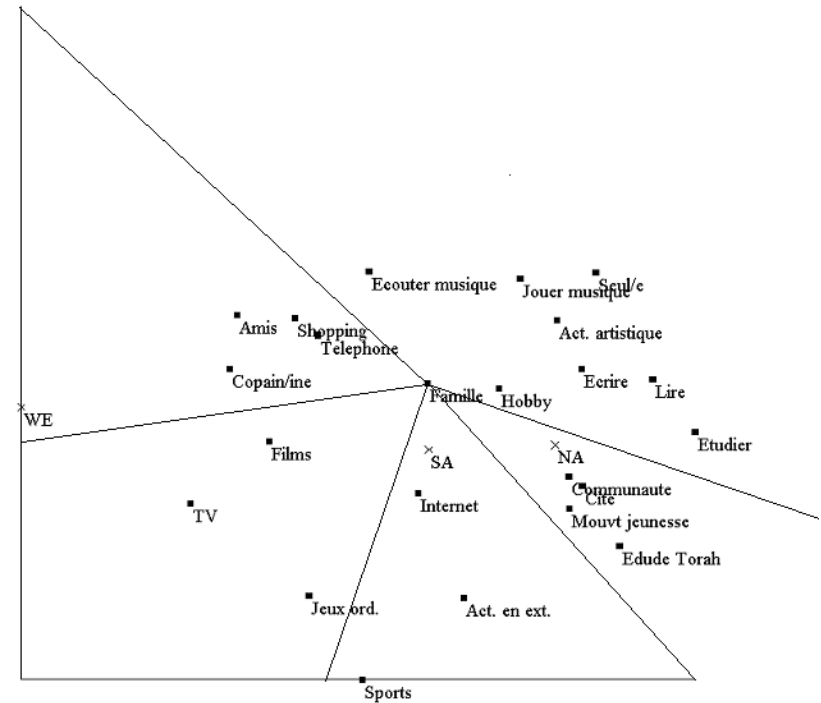 Ecouter musique
Seul/e
Jouer musique
Amis
Shopping
Act. artistique
Telephone
Copain/ine
Ecrire
Lire
Famille
Hobby
WE
Etudier
Films
SA
NA
Communaute
Cite
Internet
TV
Mouvt jeunesse
Edude Torah
Jeux ord.
Act. en ext.
Sports